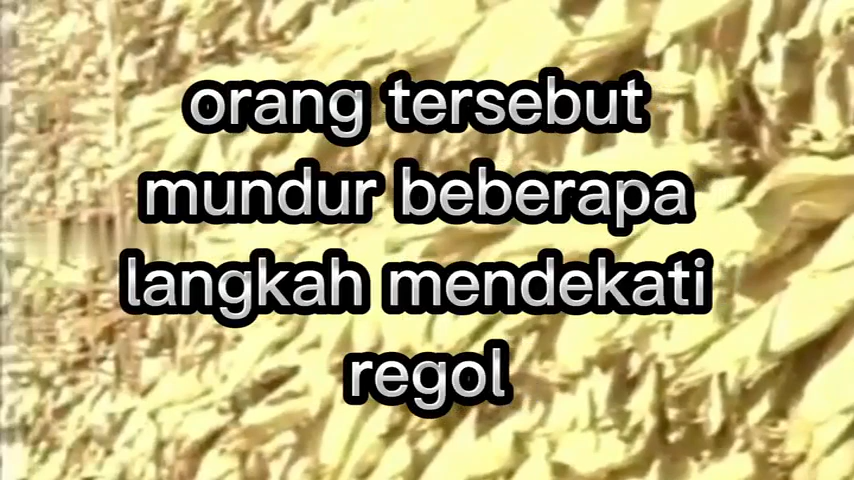 orang tersebut
mundur beberapa
langkah mendekati
regol